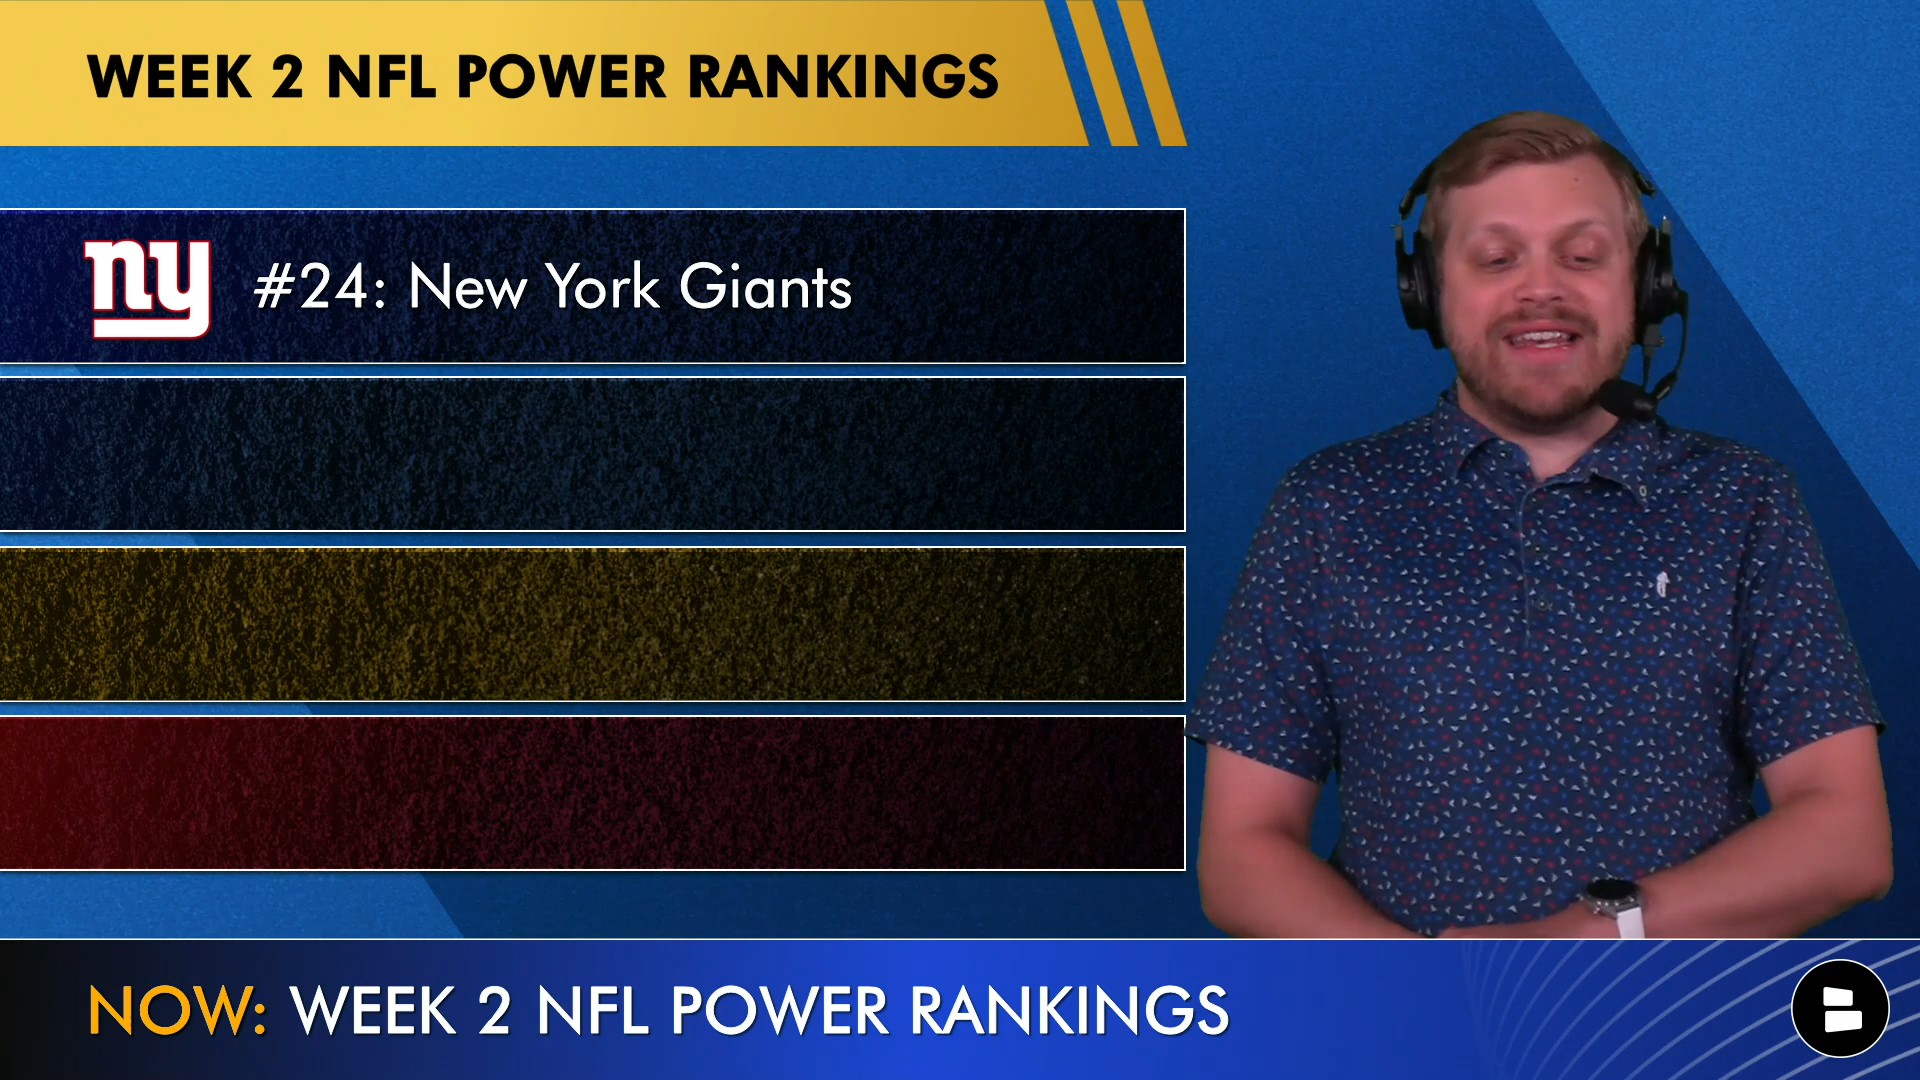 WEEK 2 NFL POWER RANKINGS
ny #24: New York Giants
NOW: WEEK 2 NFL POWER RANKINGS